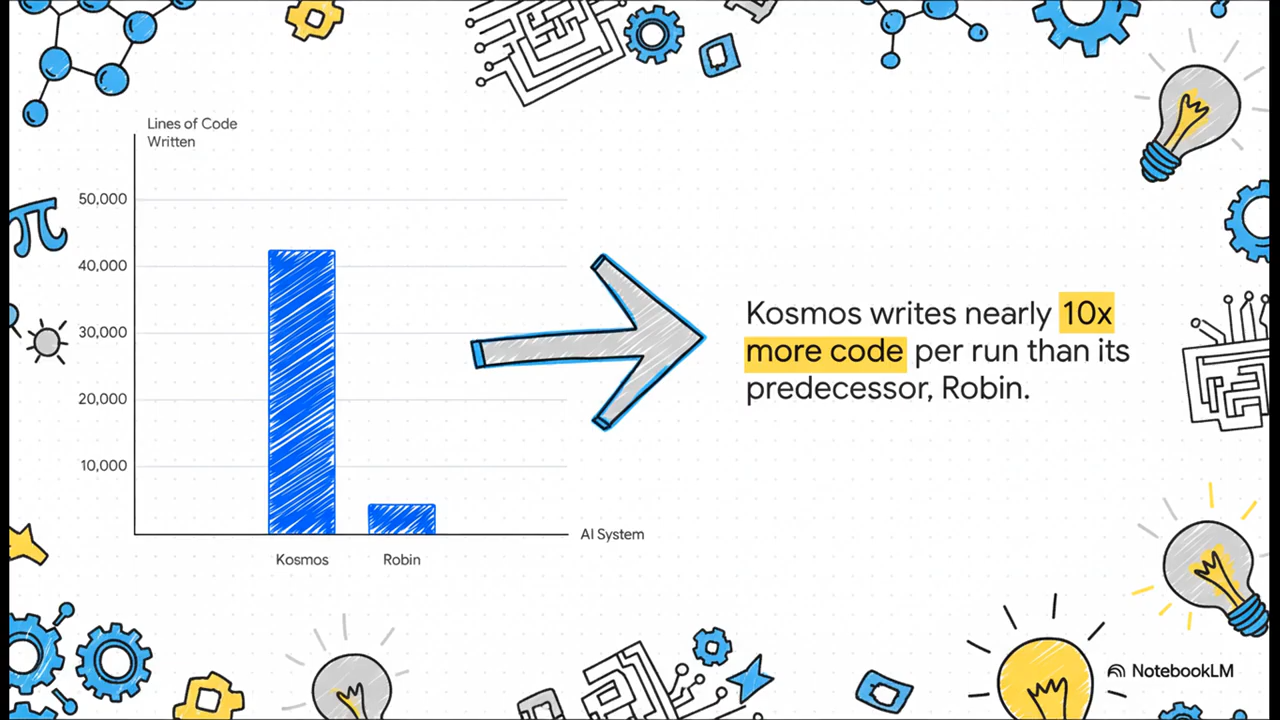 Lines of Code
Written
50,000
40,000
30,000
20,000
10,000
Kosmos
Robin
AI System
Kosmos writes nearly 10x
more code per run than its
predecessor, Robin.
π
NotebookLM